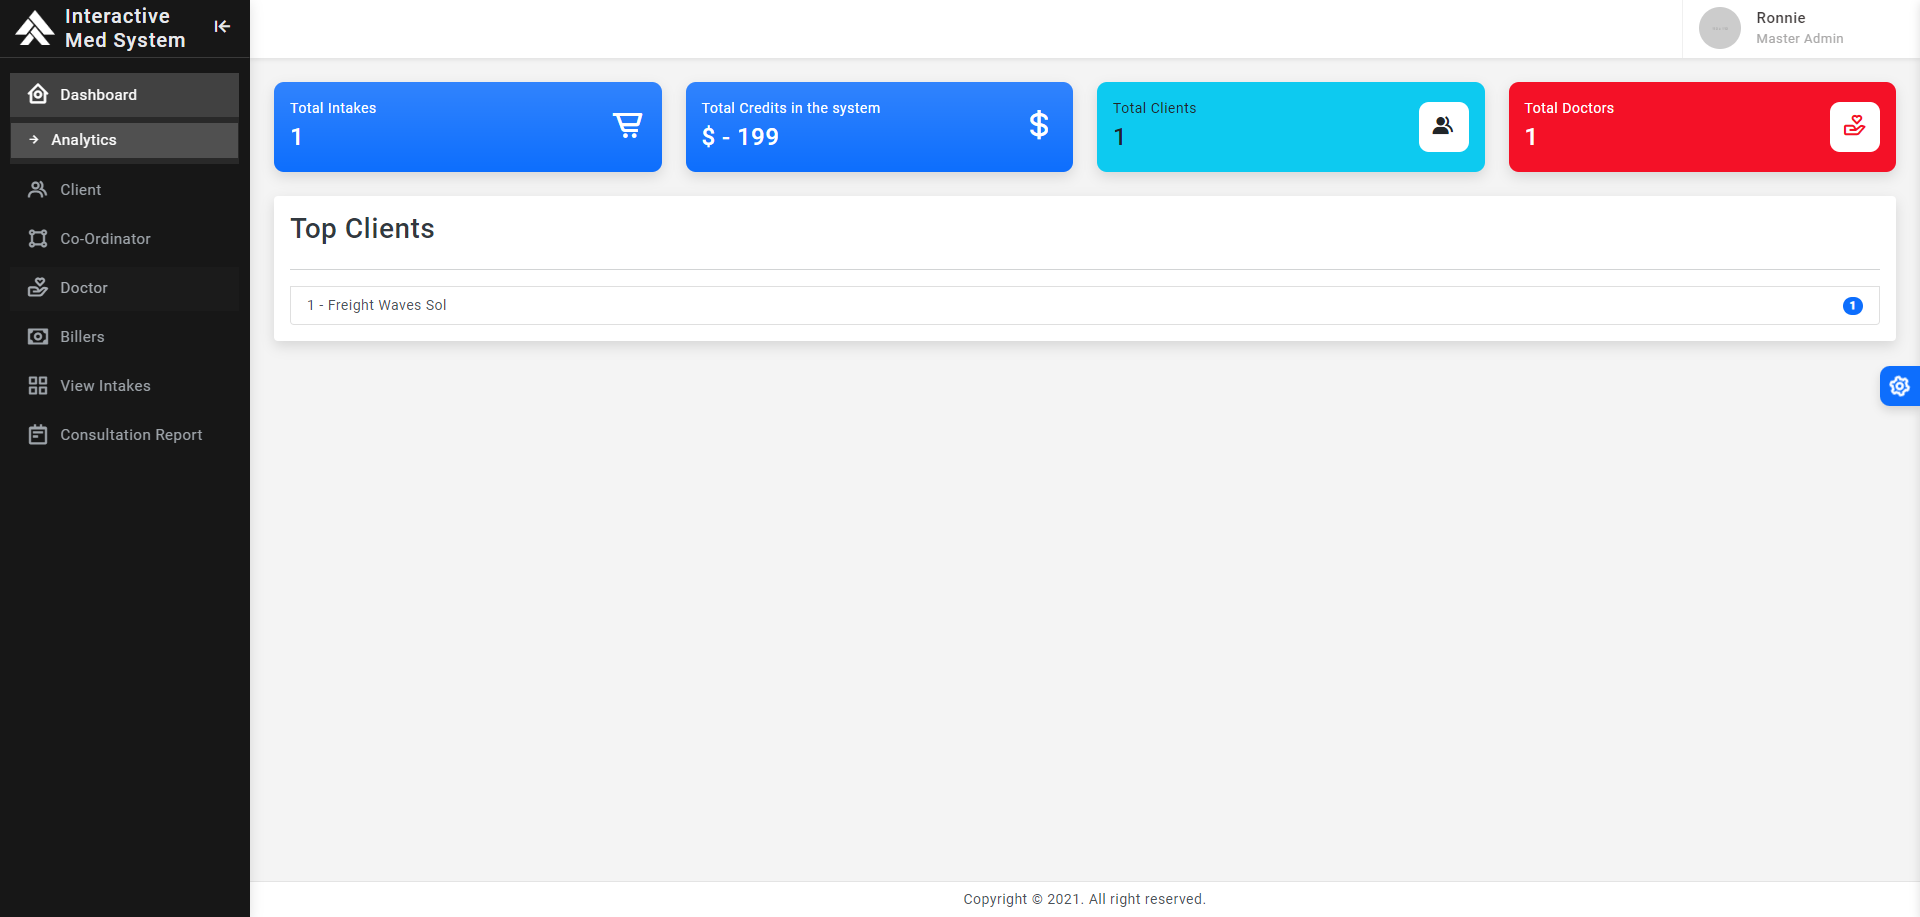 Interactive
Med System
Ronnie
Master Admin
Dashboard
Analytics
Client
Co-Ordinator
Doctor
Billers
View Intakes
Consultation Report
Total Intakes
1
Total Credits in the system
$ - 199
Total Clients
1
Total Doctors
1
Top Clients
1 - Freight Waves Sol
1
Copyright © 2021. All right reserved.